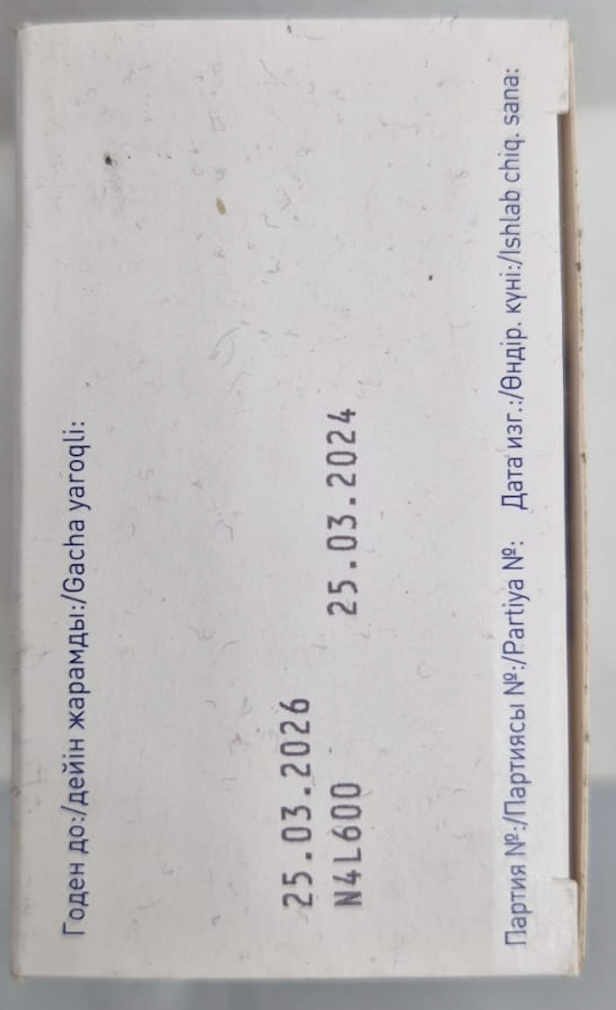 Годен до:/дейін жарамды:/Gacha yaroqli:
25.03.2026
N4L600 25.03.2024
Партия №:/Партиясы №:/Partiya №: Дата изг.:/Өндір. күні:/Ishlab chiq. sana: